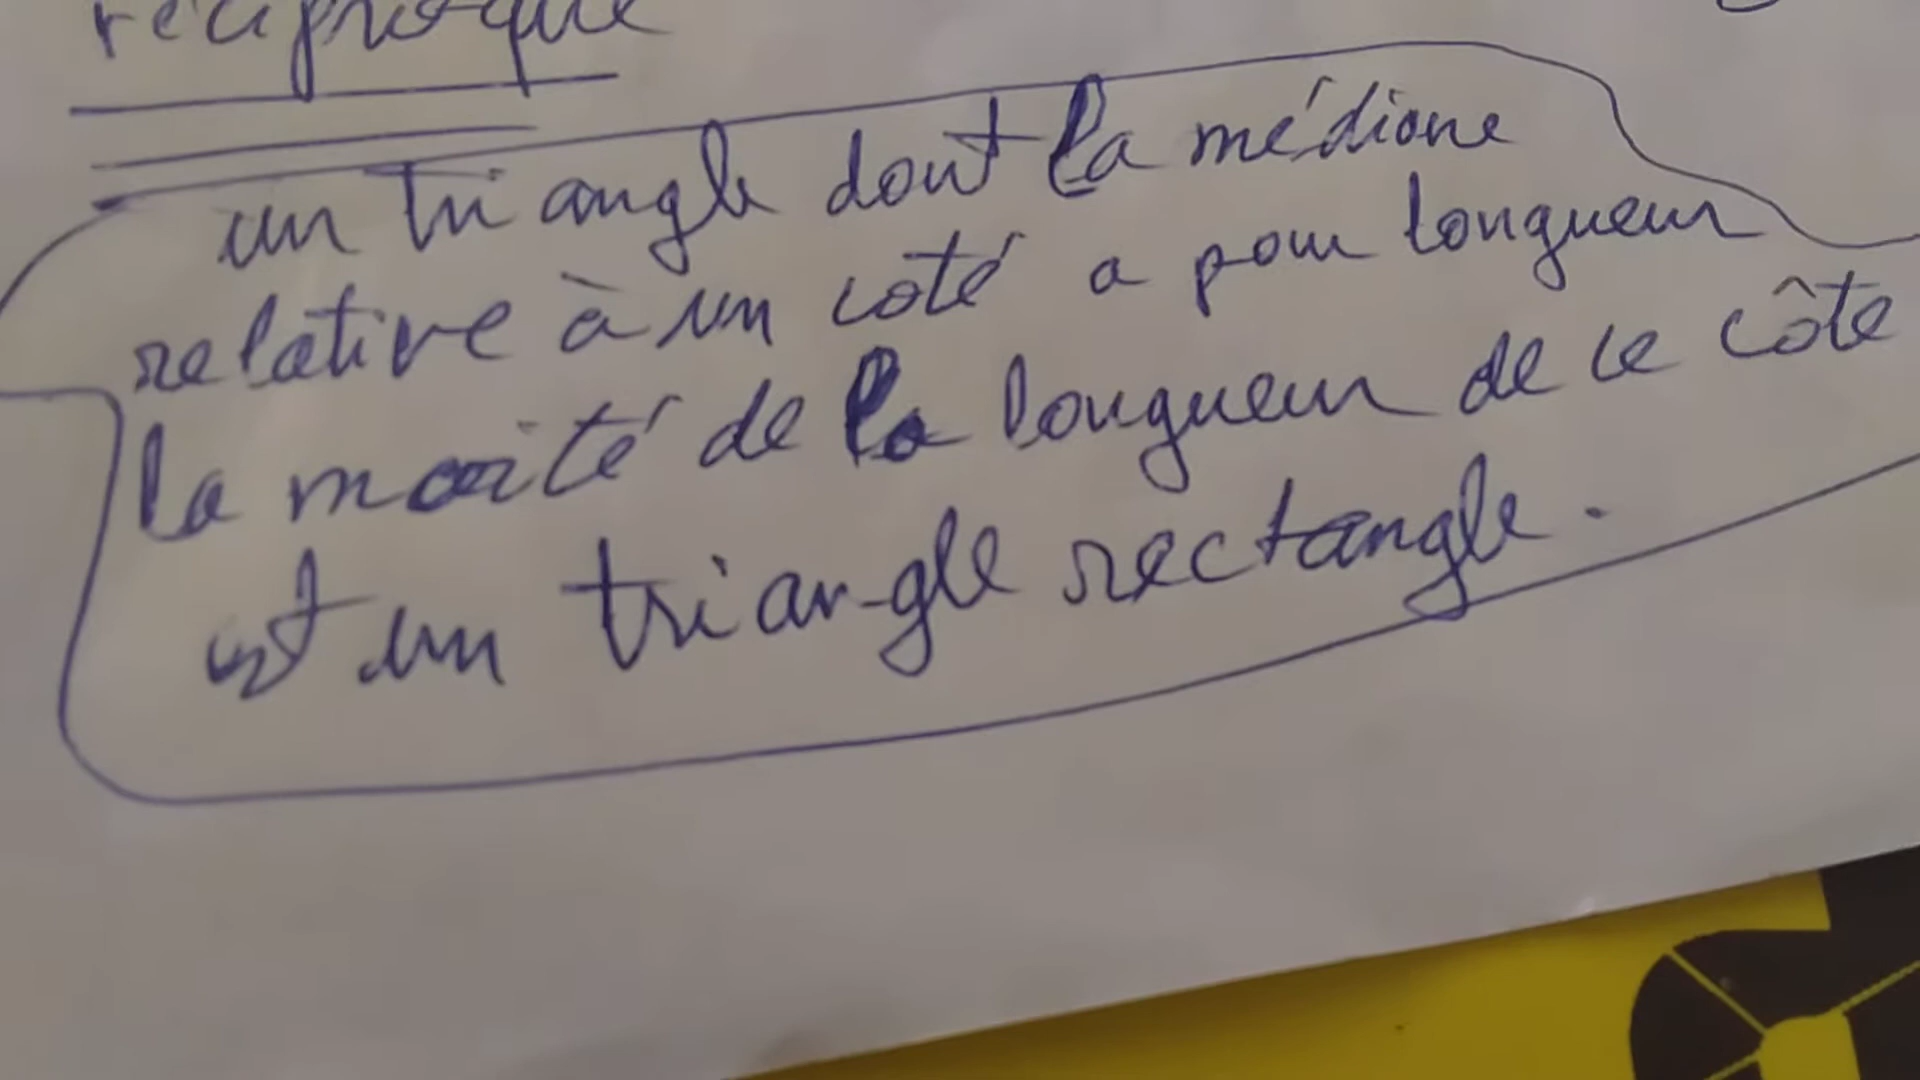 réciproque
un triangle dont la médiane
relative à un coté a pour longueur
la moitié de la longueur de ce côte
est un triangle rectangle.